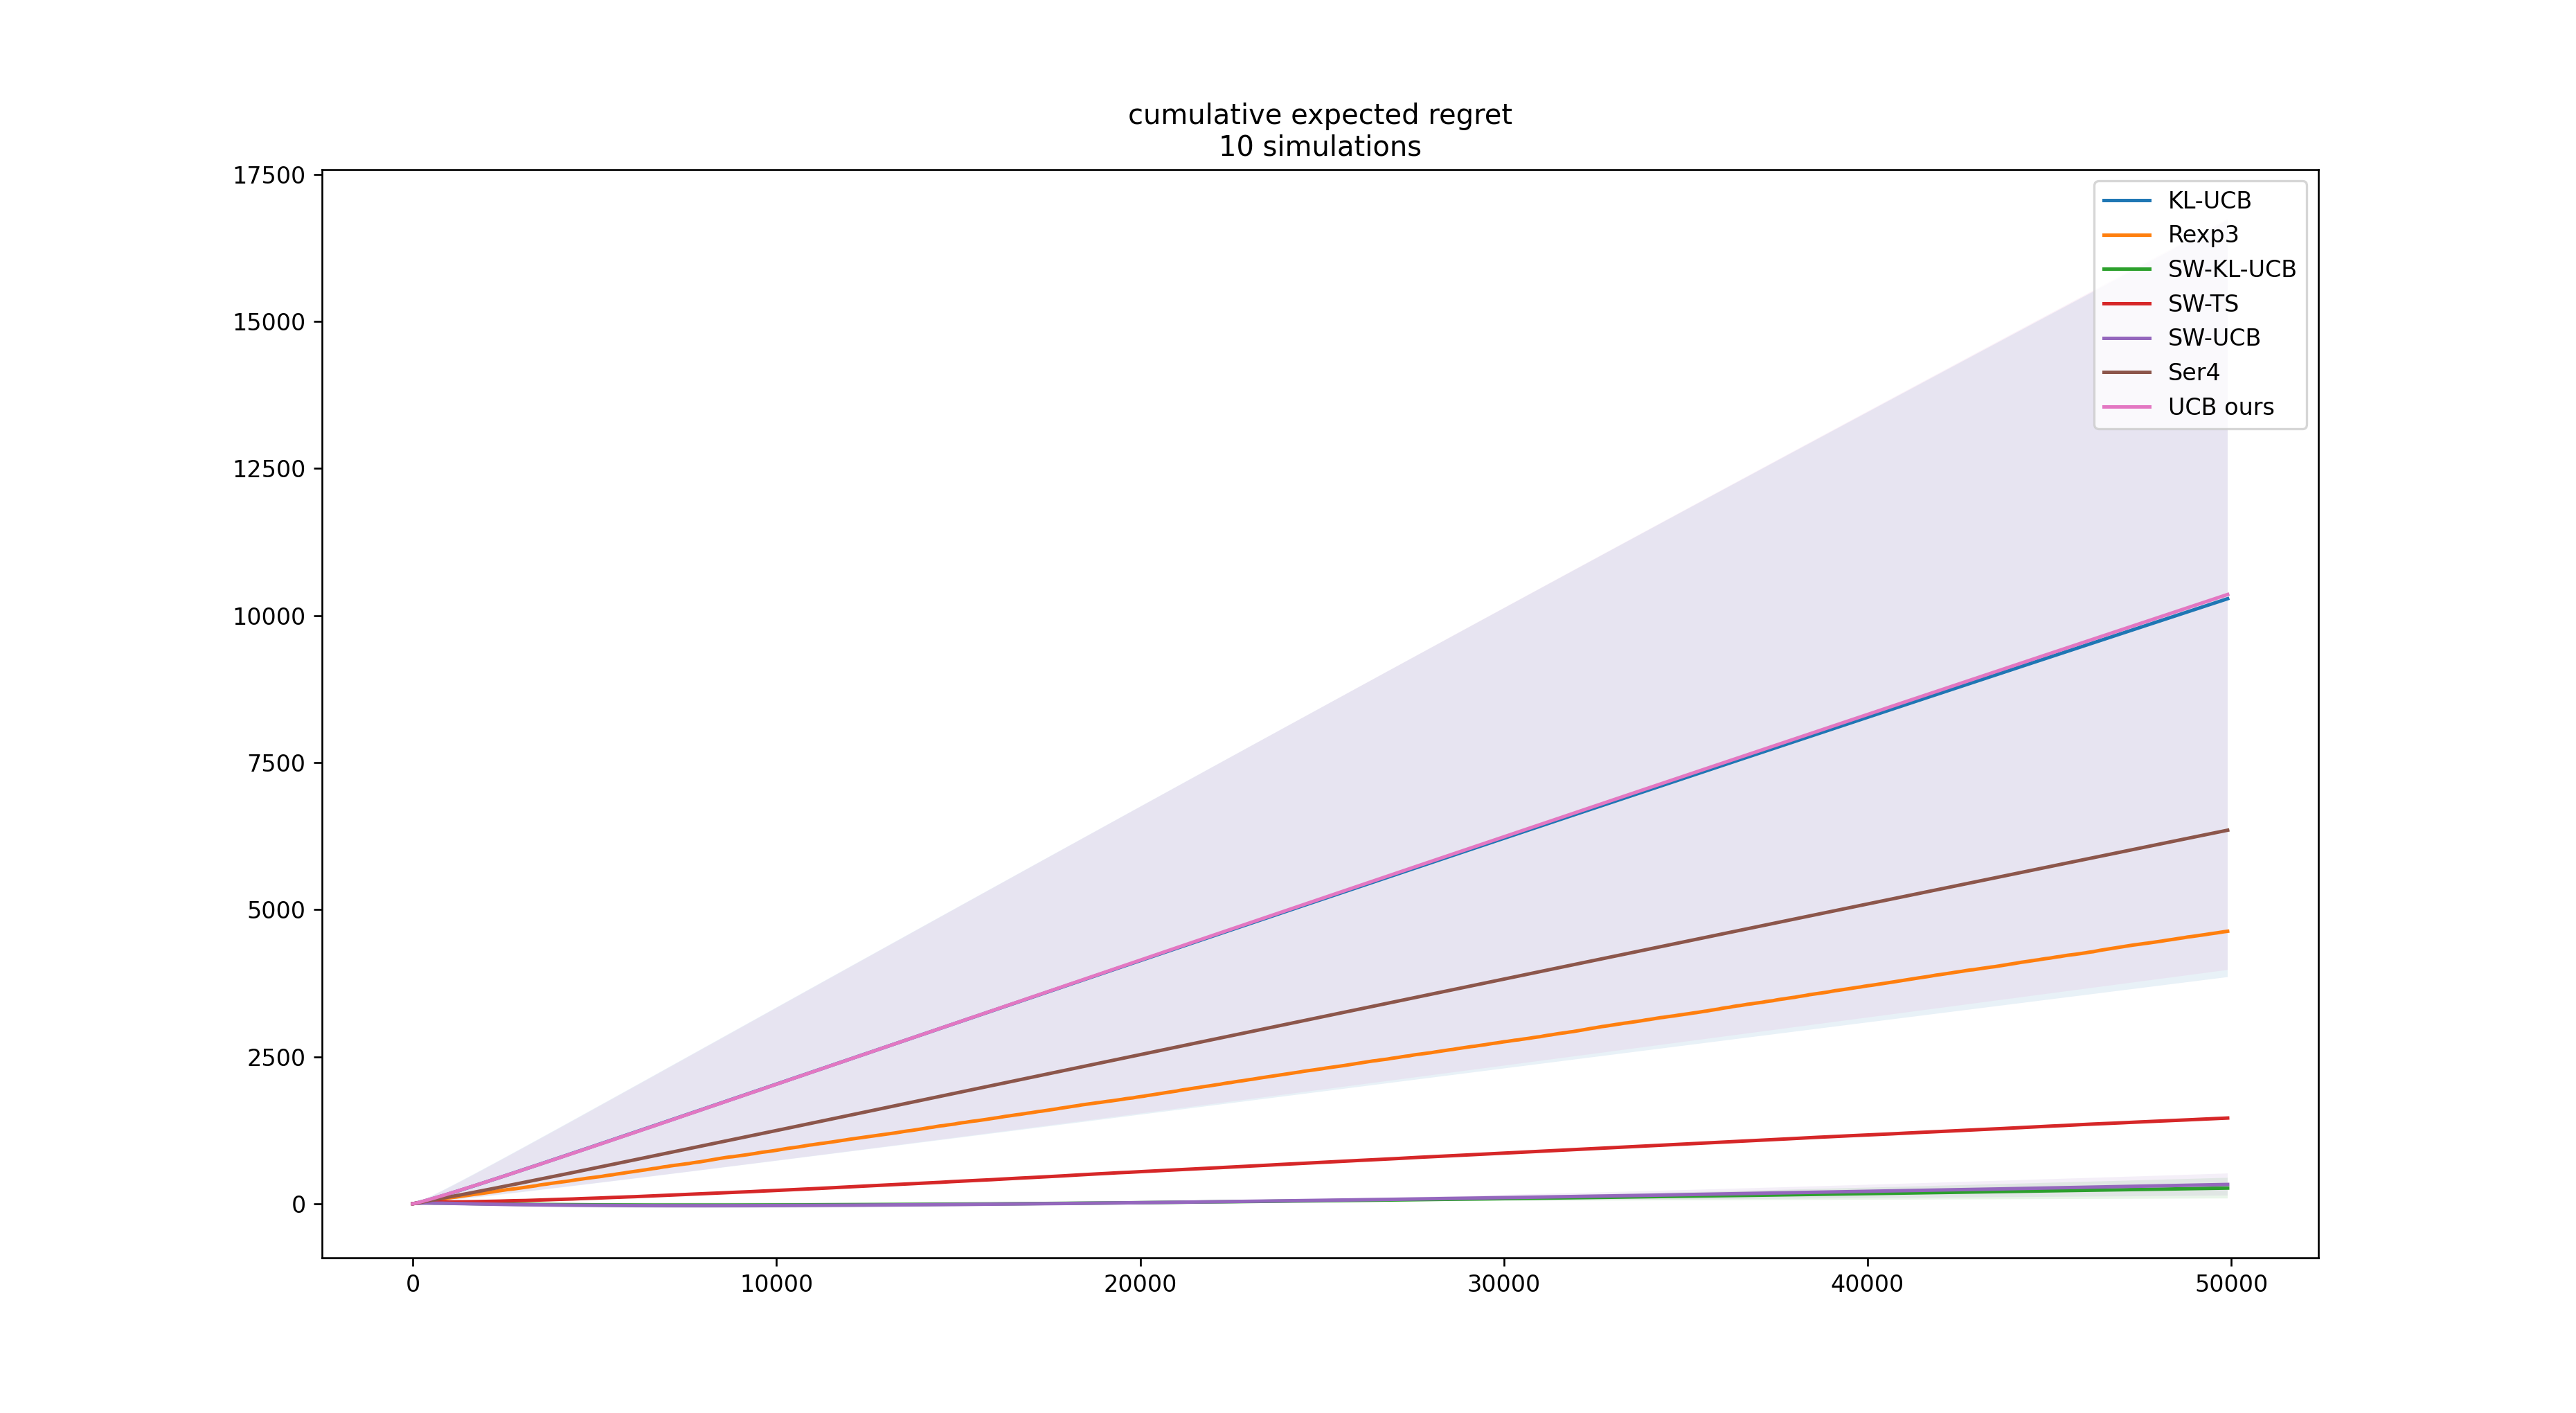 cumulative expected regret
10 simulations
17500
15000
12500
10000
7500
5000
2500
0
KL-UCB
Rexp3
SW-KL-UCB
SW-TS
SW-UCB
Ser4
UCB ours
0 10000 20000 30000 40000 50000